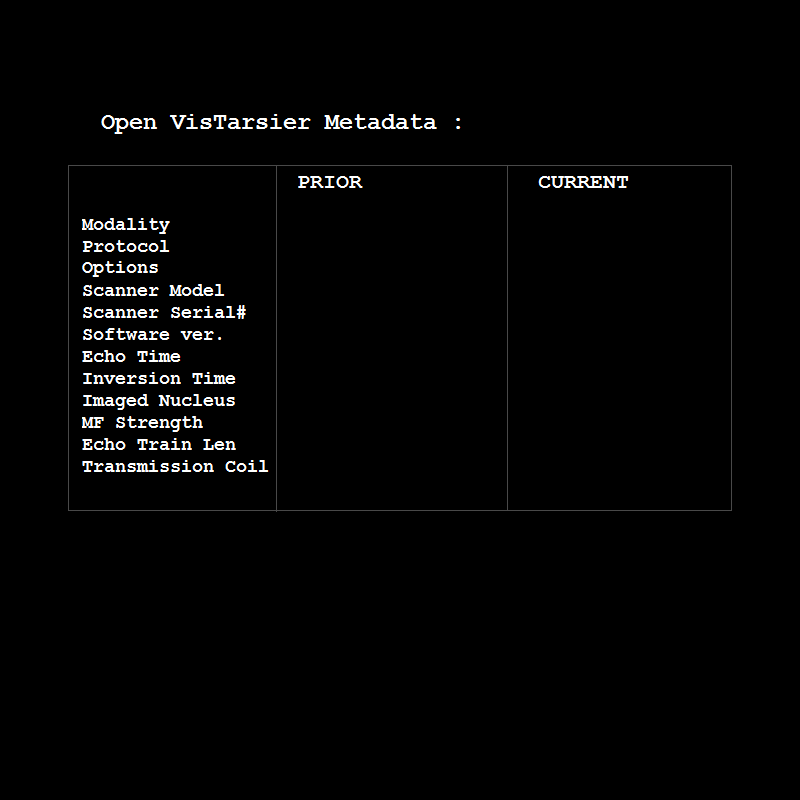 Open VisTarsier Metadata :
PRIOR CURRENT
Modality
Protocol
Options
Scanner Model
Scanner Serial#
Software ver.
Echo Time
Inversion Time
Imaged Nucleus
MF Strength
Echo Train Len
Transmission Coil